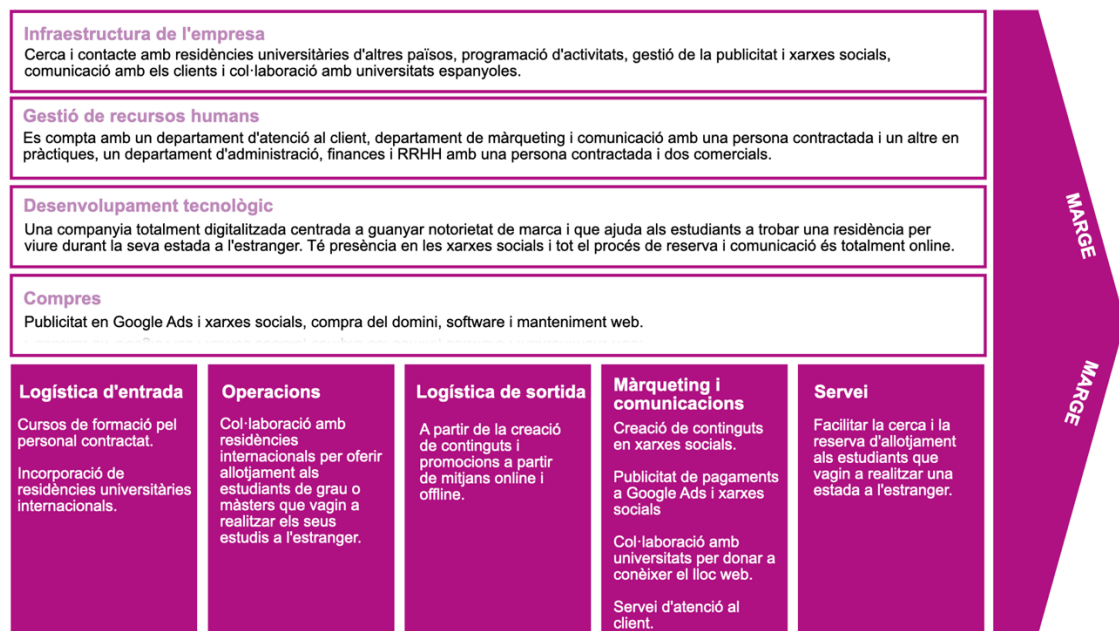 Infraestructura de l'empresa
Cerca i contacte amb residències universitàries d'altres països, programació d'activitats, gestió de la publicitat i xarxes socials,
comunicació amb els clients i col·laboració amb universitats espanyoles.
Gestió de recursos humans
Es compta amb un departament d'atenció al client, departament de màrqueting i comunicació amb una persona contractada i un altre en
pràctiques, un departament d'administració, finances i RRHH amb una persona contractada i dos comercials.
Desenvolupament tecnològic
Una companyia totalment digitalitzada centrada a guanyar notorietat de marca i que ajuda als estudiants a trobar una residència per
viure durant la seva estada a l'estranger. Té presència en les xarxes socials i tot el procés de reserva i comunicació és totalment online.
Compres
Publicitat en Google Ads i xarxes socials, compra del domini, software i manteniment web.
MARGE
MARGE
Logística d'entrada
Cursos de formació pel
personal contractat.
Incorporació de
residències universitàries
internacionals.
Operacions
Col·laboració amb
residències
internacionals per oferir
allotjament als
estudiants de grau o
màsters que vagin a
realitzar els seus
estudis a l'estranger.
Logística de sortida
A partir de la creació
de continguts i
promocions a partir
de mitjans online i
offline.
Màrqueting i
comunicacions
Creació de continguts
en xarxes socials.
Publicitat de pagaments
a Google Ads i xarxes
socials
Col·laboració amb
universitats per donar a
conèixer el lloc web.
Servei d'atenció al
client.
Servei
Facilitar la cerca i la
reserva d'allotjament
als estudiants que
vagin a realitzar una
estada a l'estranger.